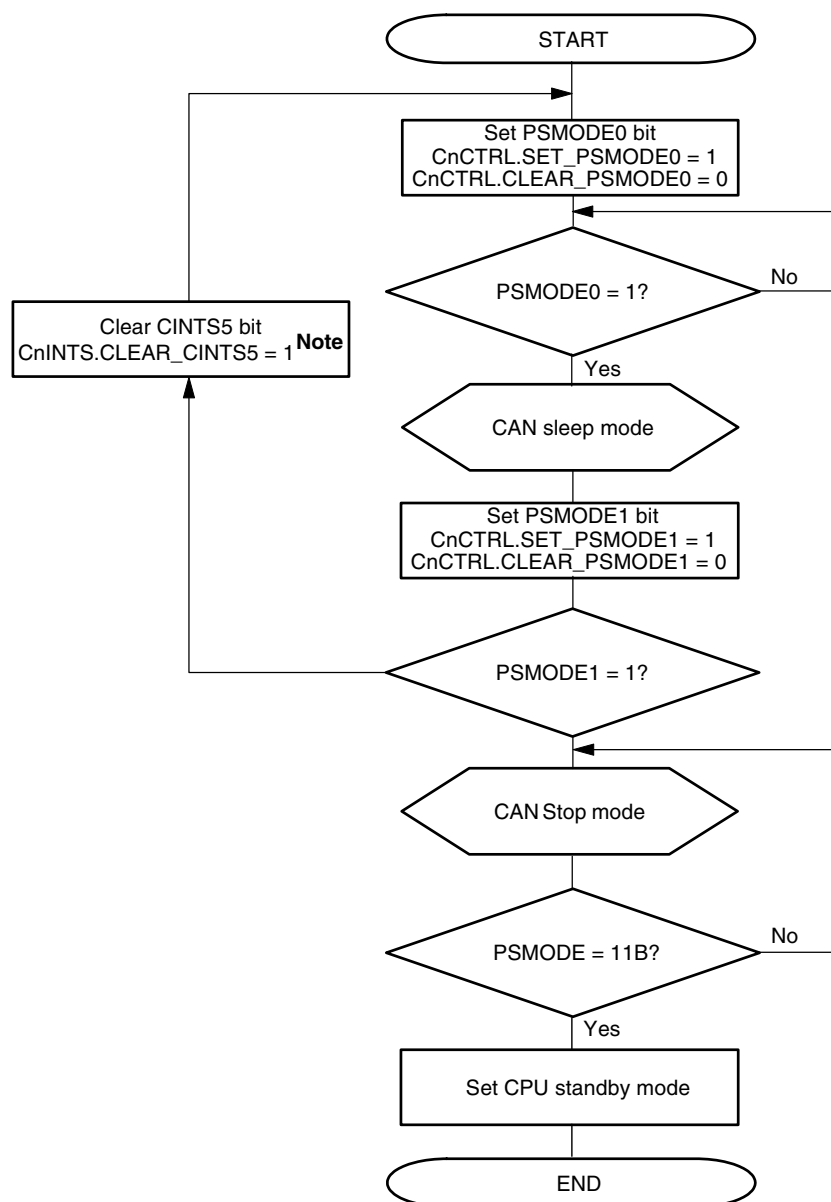 START
Set PSMODE0 bit
CnCTRL.SET_PSMODE0 = 1
CnCTRL.CLEAR_PSMODE0 = 0
PSMODE0 = 1?
No
Clear CINTS5 bit
CnINTS.CLEAR_CINTS5 = 1 Note
Yes
CAN sleep mode
Set PSMODE1 bit
CnCTRL.SET_PSMODE1 = 1
CnCTRL.CLEAR_PSMODE1 = 0
PSMODE1 = 1?
CAN Stop mode
PSMODE = 11B?
No
Yes
Set CPU standby mode
END